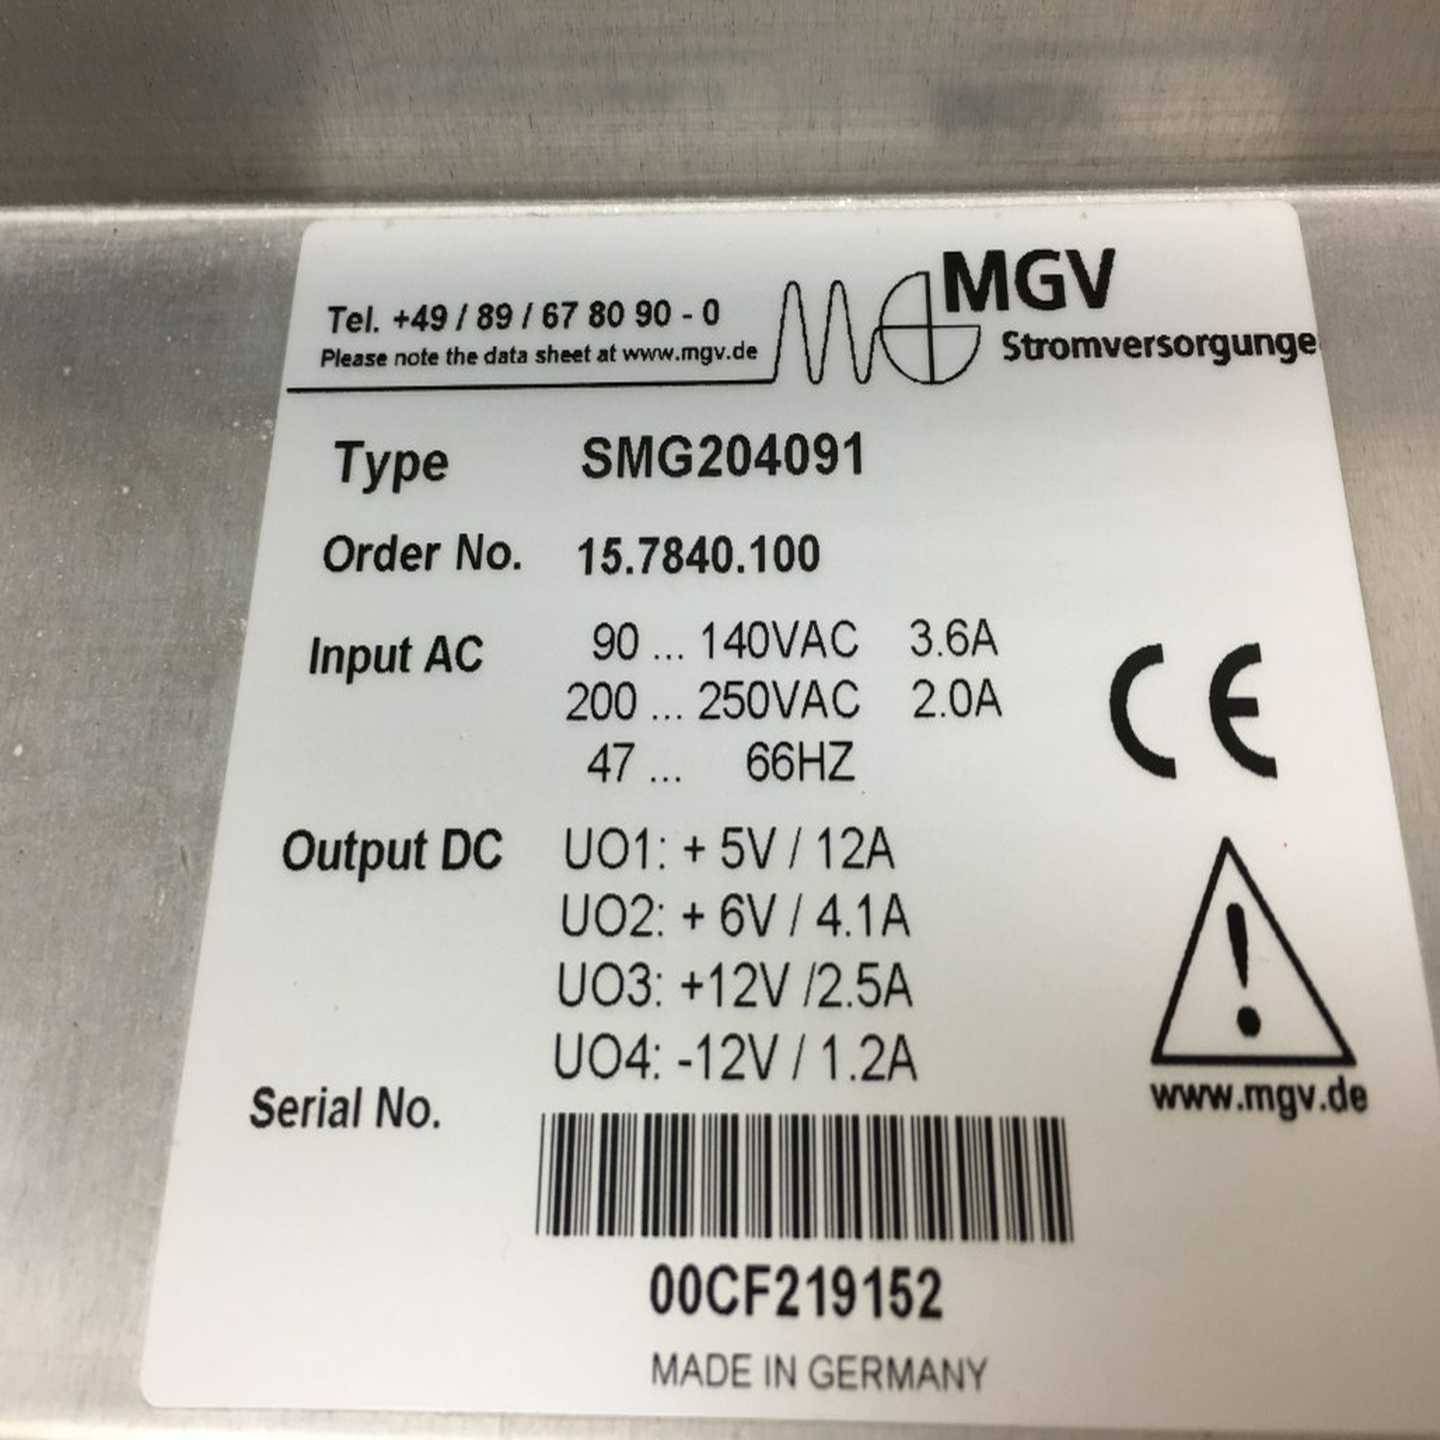 MGV
Tel. +49 / 89 / 67 80 90 - 0
Stromversorgunge
Please note the data sheet at www.mgv.de
Type SMG204091
Order No. 15.7840.100
Input AC 90 ... 140VAC 3.6A
200 ... 250VAC 2.0A
47 ... 66HZ
CE
Output DC UO1: + 5V / 12A
UO2: + 6V / 4.1A
UO3: +12V /2.5A
UO4: -12V / 1.2A
!
www.mgv.de
Serial No.
00CF219152
MADE IN GERMANY